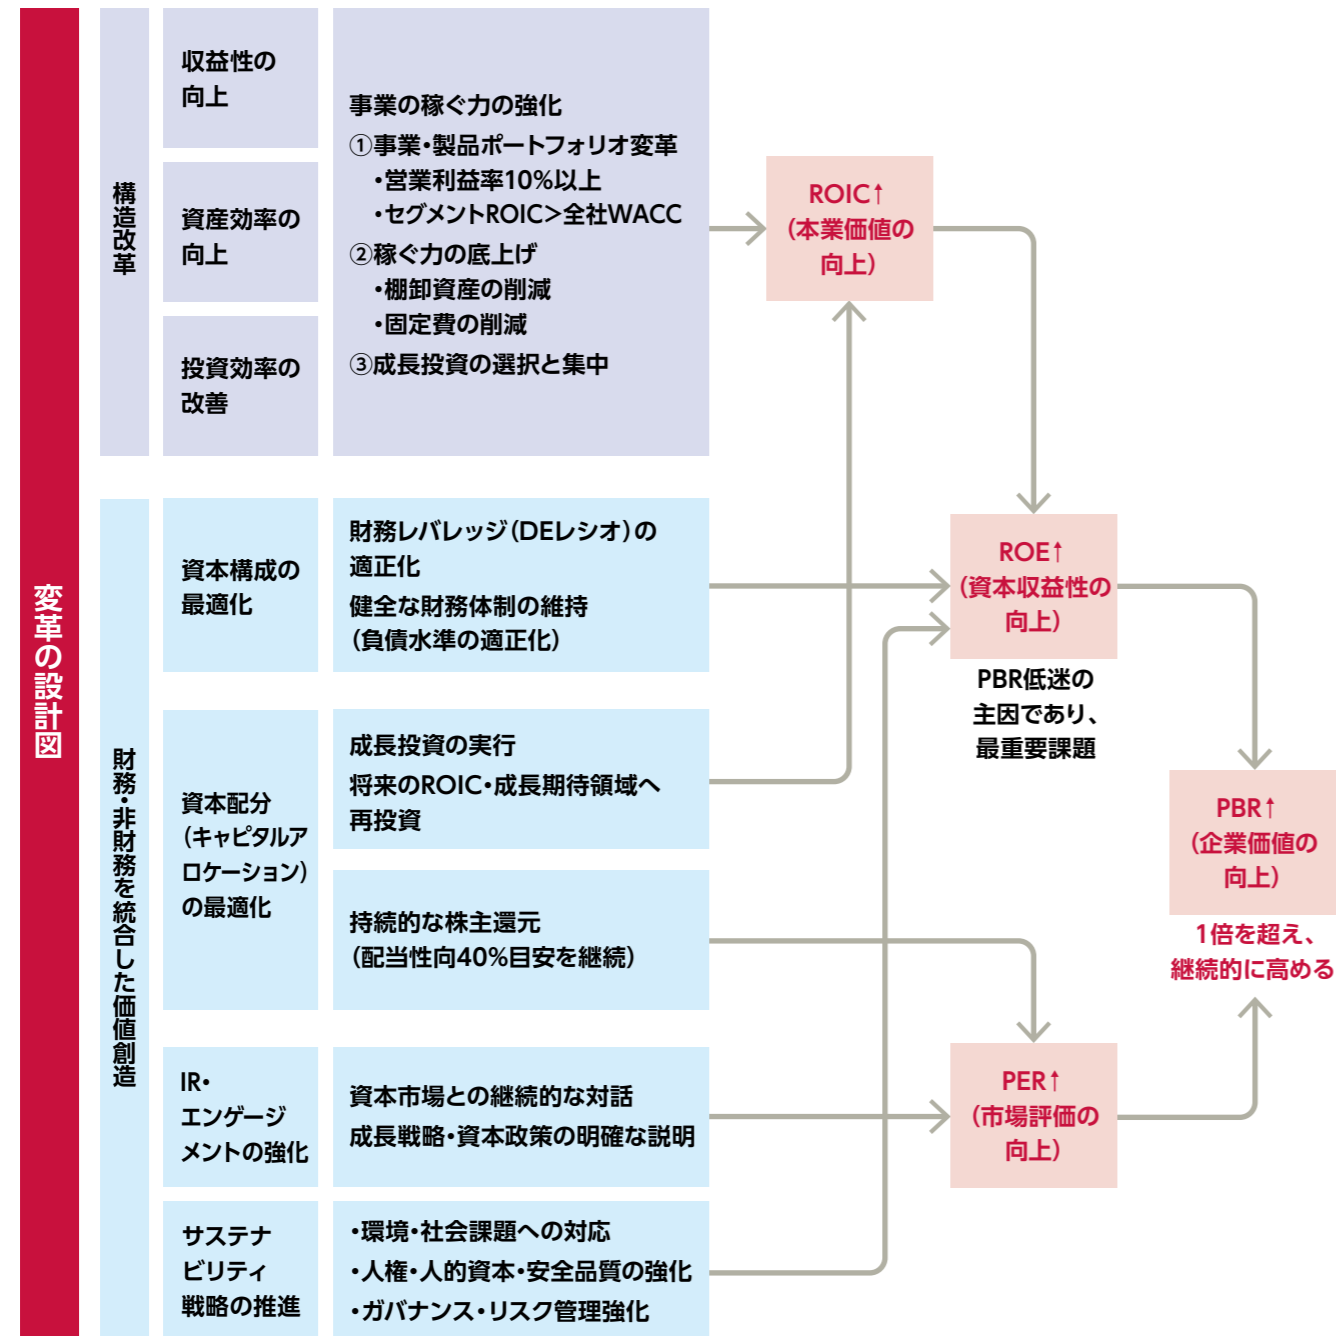 変革の設計図
構造改革
収益性の
向上
資産効率の
向上
投資効率の
改善
事業の稼ぐ力の強化
①事業・製品ポートフォリオ変革
・営業利益率10%以上
・セグメントROIC>全社WACC
②稼ぐ力の底上げ
・棚卸資産の削減
・固定費の削減
③成長投資の選択と集中
ROIC↑
(本業価値の
向上)
財務・非財務を統合した価値創造
資本構成の
最適化
財務レバレッジ(DEレシオ)の
適正化
健全な財務体制の維持
(負債水準の適正化)
ROE↑
(資本収益性の
向上)
PBR低迷の
主因であり、
最重要課題
資本配分
(キャピタルア
ロケーション)
の最適化
成長投資の実行
将来のROIC・成長期待領域へ
再投資
持続的な株主還元
(配当性向40%目安を継続)
PBR↑
(企業価値の
向上)
1倍を超え、
継続的に高める
IR・
エンゲージ
メントの強化
資本市場との継続的な対話
成長戦略・資本政策の明確な説明
PER↑
(市場評価の
向上)
サステナ
ビリティ
戦略の推進
・環境・社会課題への対応
・人権・人的資本・安全品質の強化
・ガバナンス・リスク管理強化